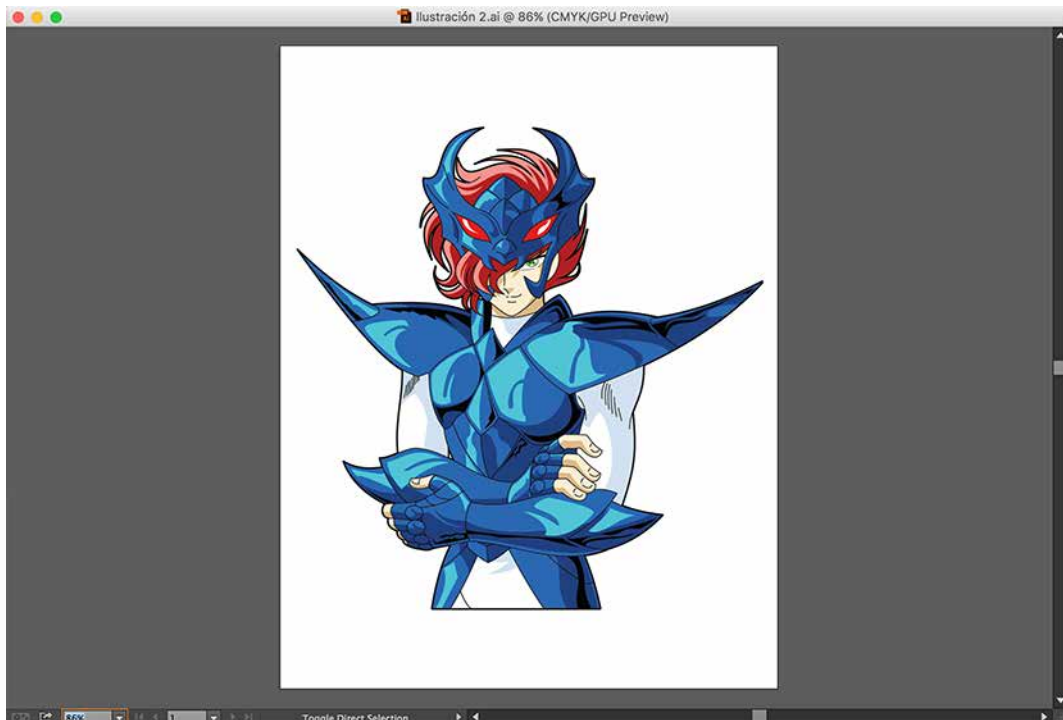 Ilustración 2.ai @ 86% (CMYK/GPU Preview)
86% 1 Toggle Direct Selection